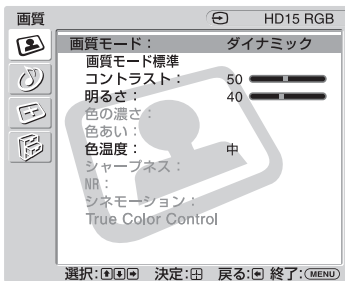 画質 HD15 RGB
画質モード： ダイナミック
画質モード標準
コントラスト： 50
明るさ： 40
色の濃さ：
色あい：
色温度： 中
シャープネス：
NR：
シネモーション：
True Color Control
選択: 決定: 戻る: 終了: MENU